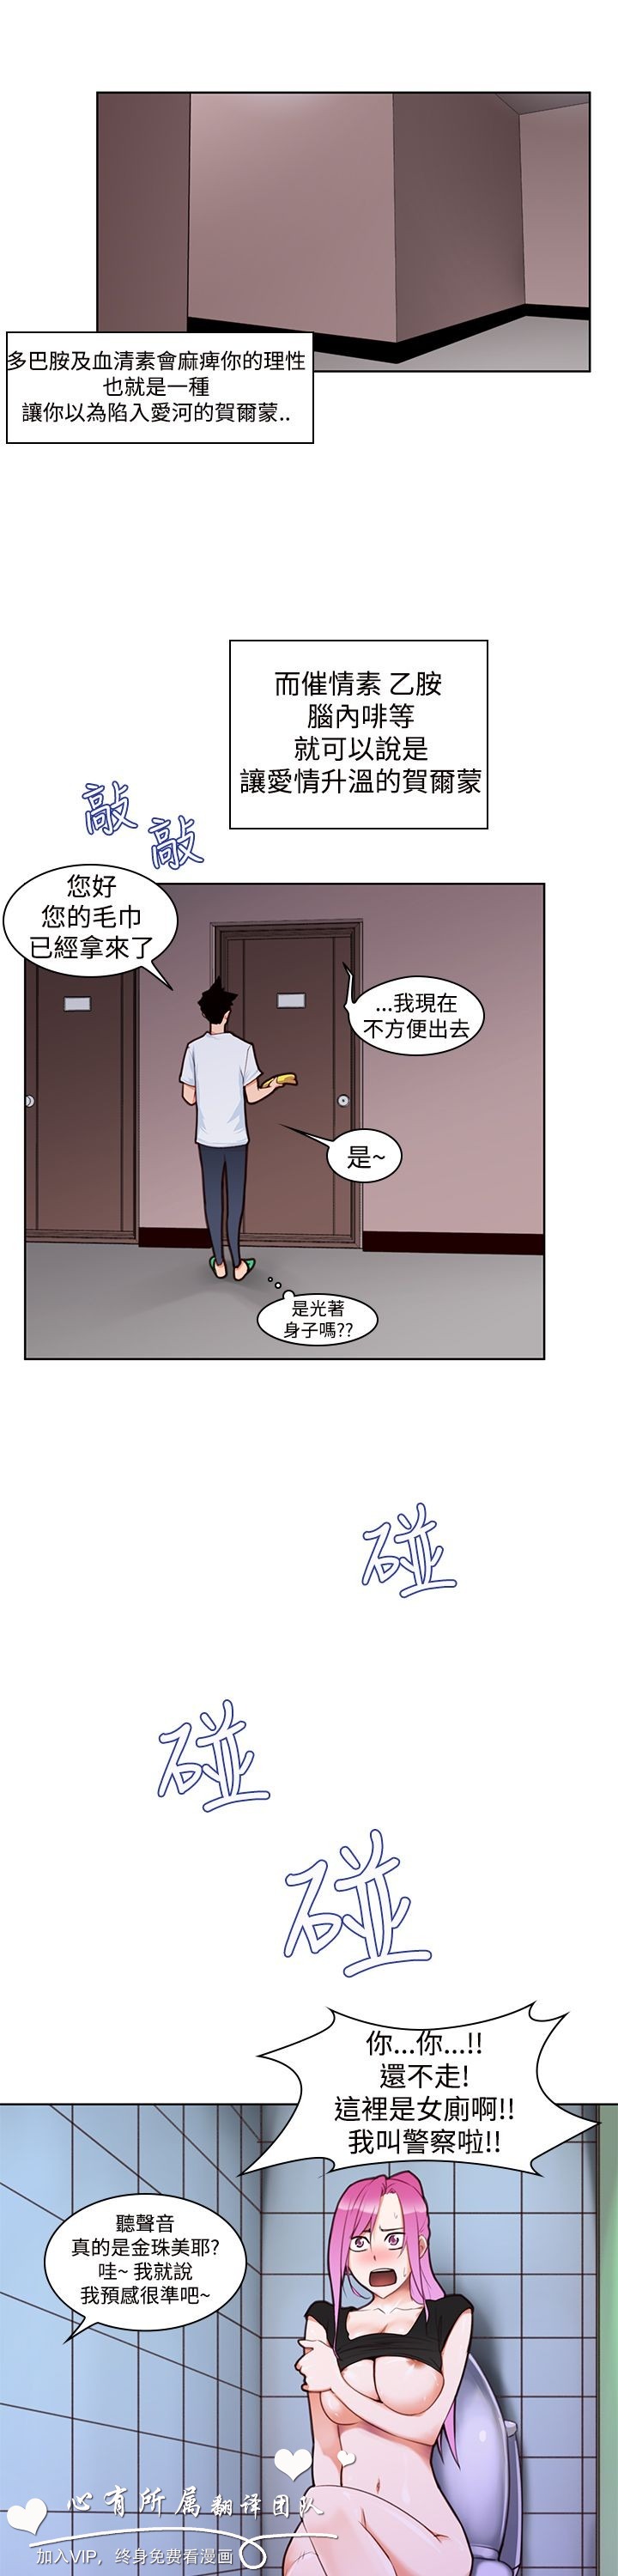 多巴胺及血清素會麻痺你的理性
也就是一種
讓你以為陷入愛河的賀爾蒙..
而催情素 乙胺
腦內啡等
就可以說是
讓愛情升溫的賀爾蒙
敲
敲
您好
您的毛巾
已經拿來了
...我現在
不方便出去
是~
是光著
身子嗎??
碰
碰
碰
你...你...!!
還不走!
這裡是女廁啊!!
我叫警察啦!!
聽聲音
真的是金珠美耶?
哇~ 我就說
我預感很準吧~
心有所属翻译团队
加入VIP，终身免费看漫画